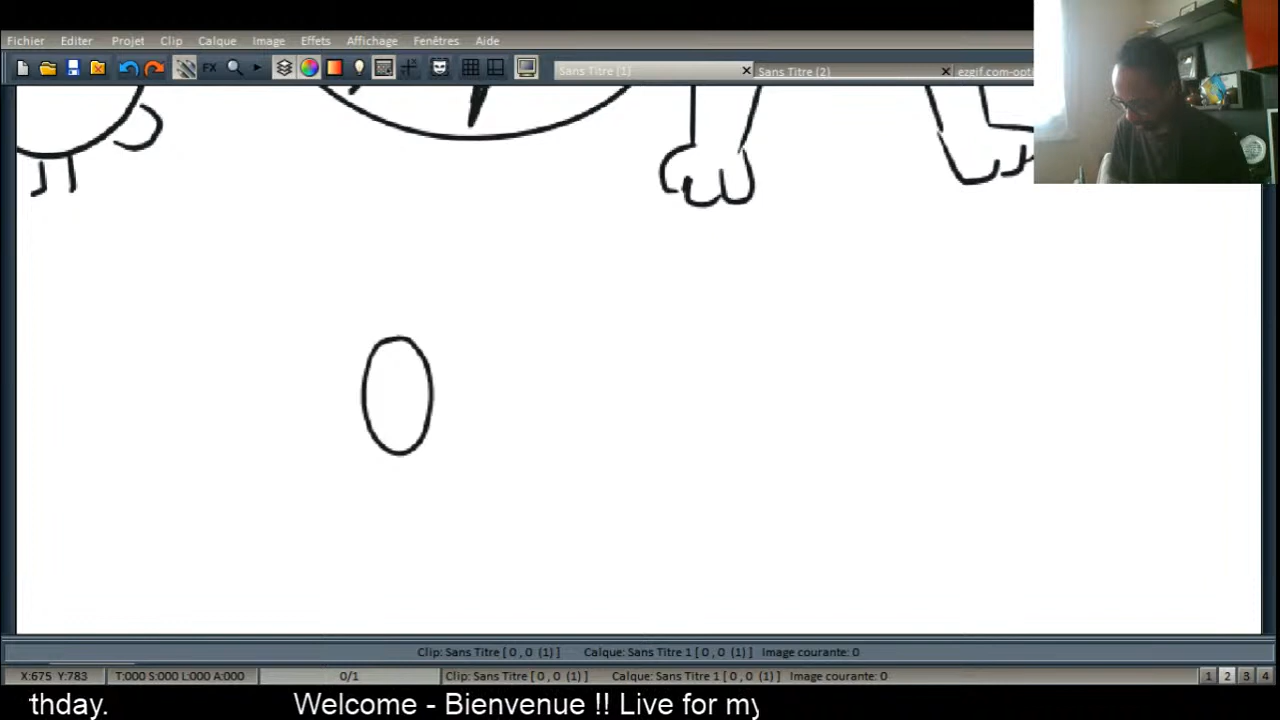 Fichier Editer Projet Clip Calque Image Effets Affichage Fenêtres Aide
FX Sans Titre (1) Sans Titre (2) ezgif.com-opti
Clip: Sans Titre [ 0 , 0 (1) ] Calque: Sans Titre 1 [ 0 , 0 (1) ] Image courante: 0
X:675 Y:783 T:000 S:000 L:000 A:000 0/1 Clip: Sans Titre [ 0 , 0 (1) ] Calque: Sans Titre 1 [ 0 , 0 (1) ] Image courante: 0 1 2 3 4
thday. Welcome - Bienvenue !! Live for my